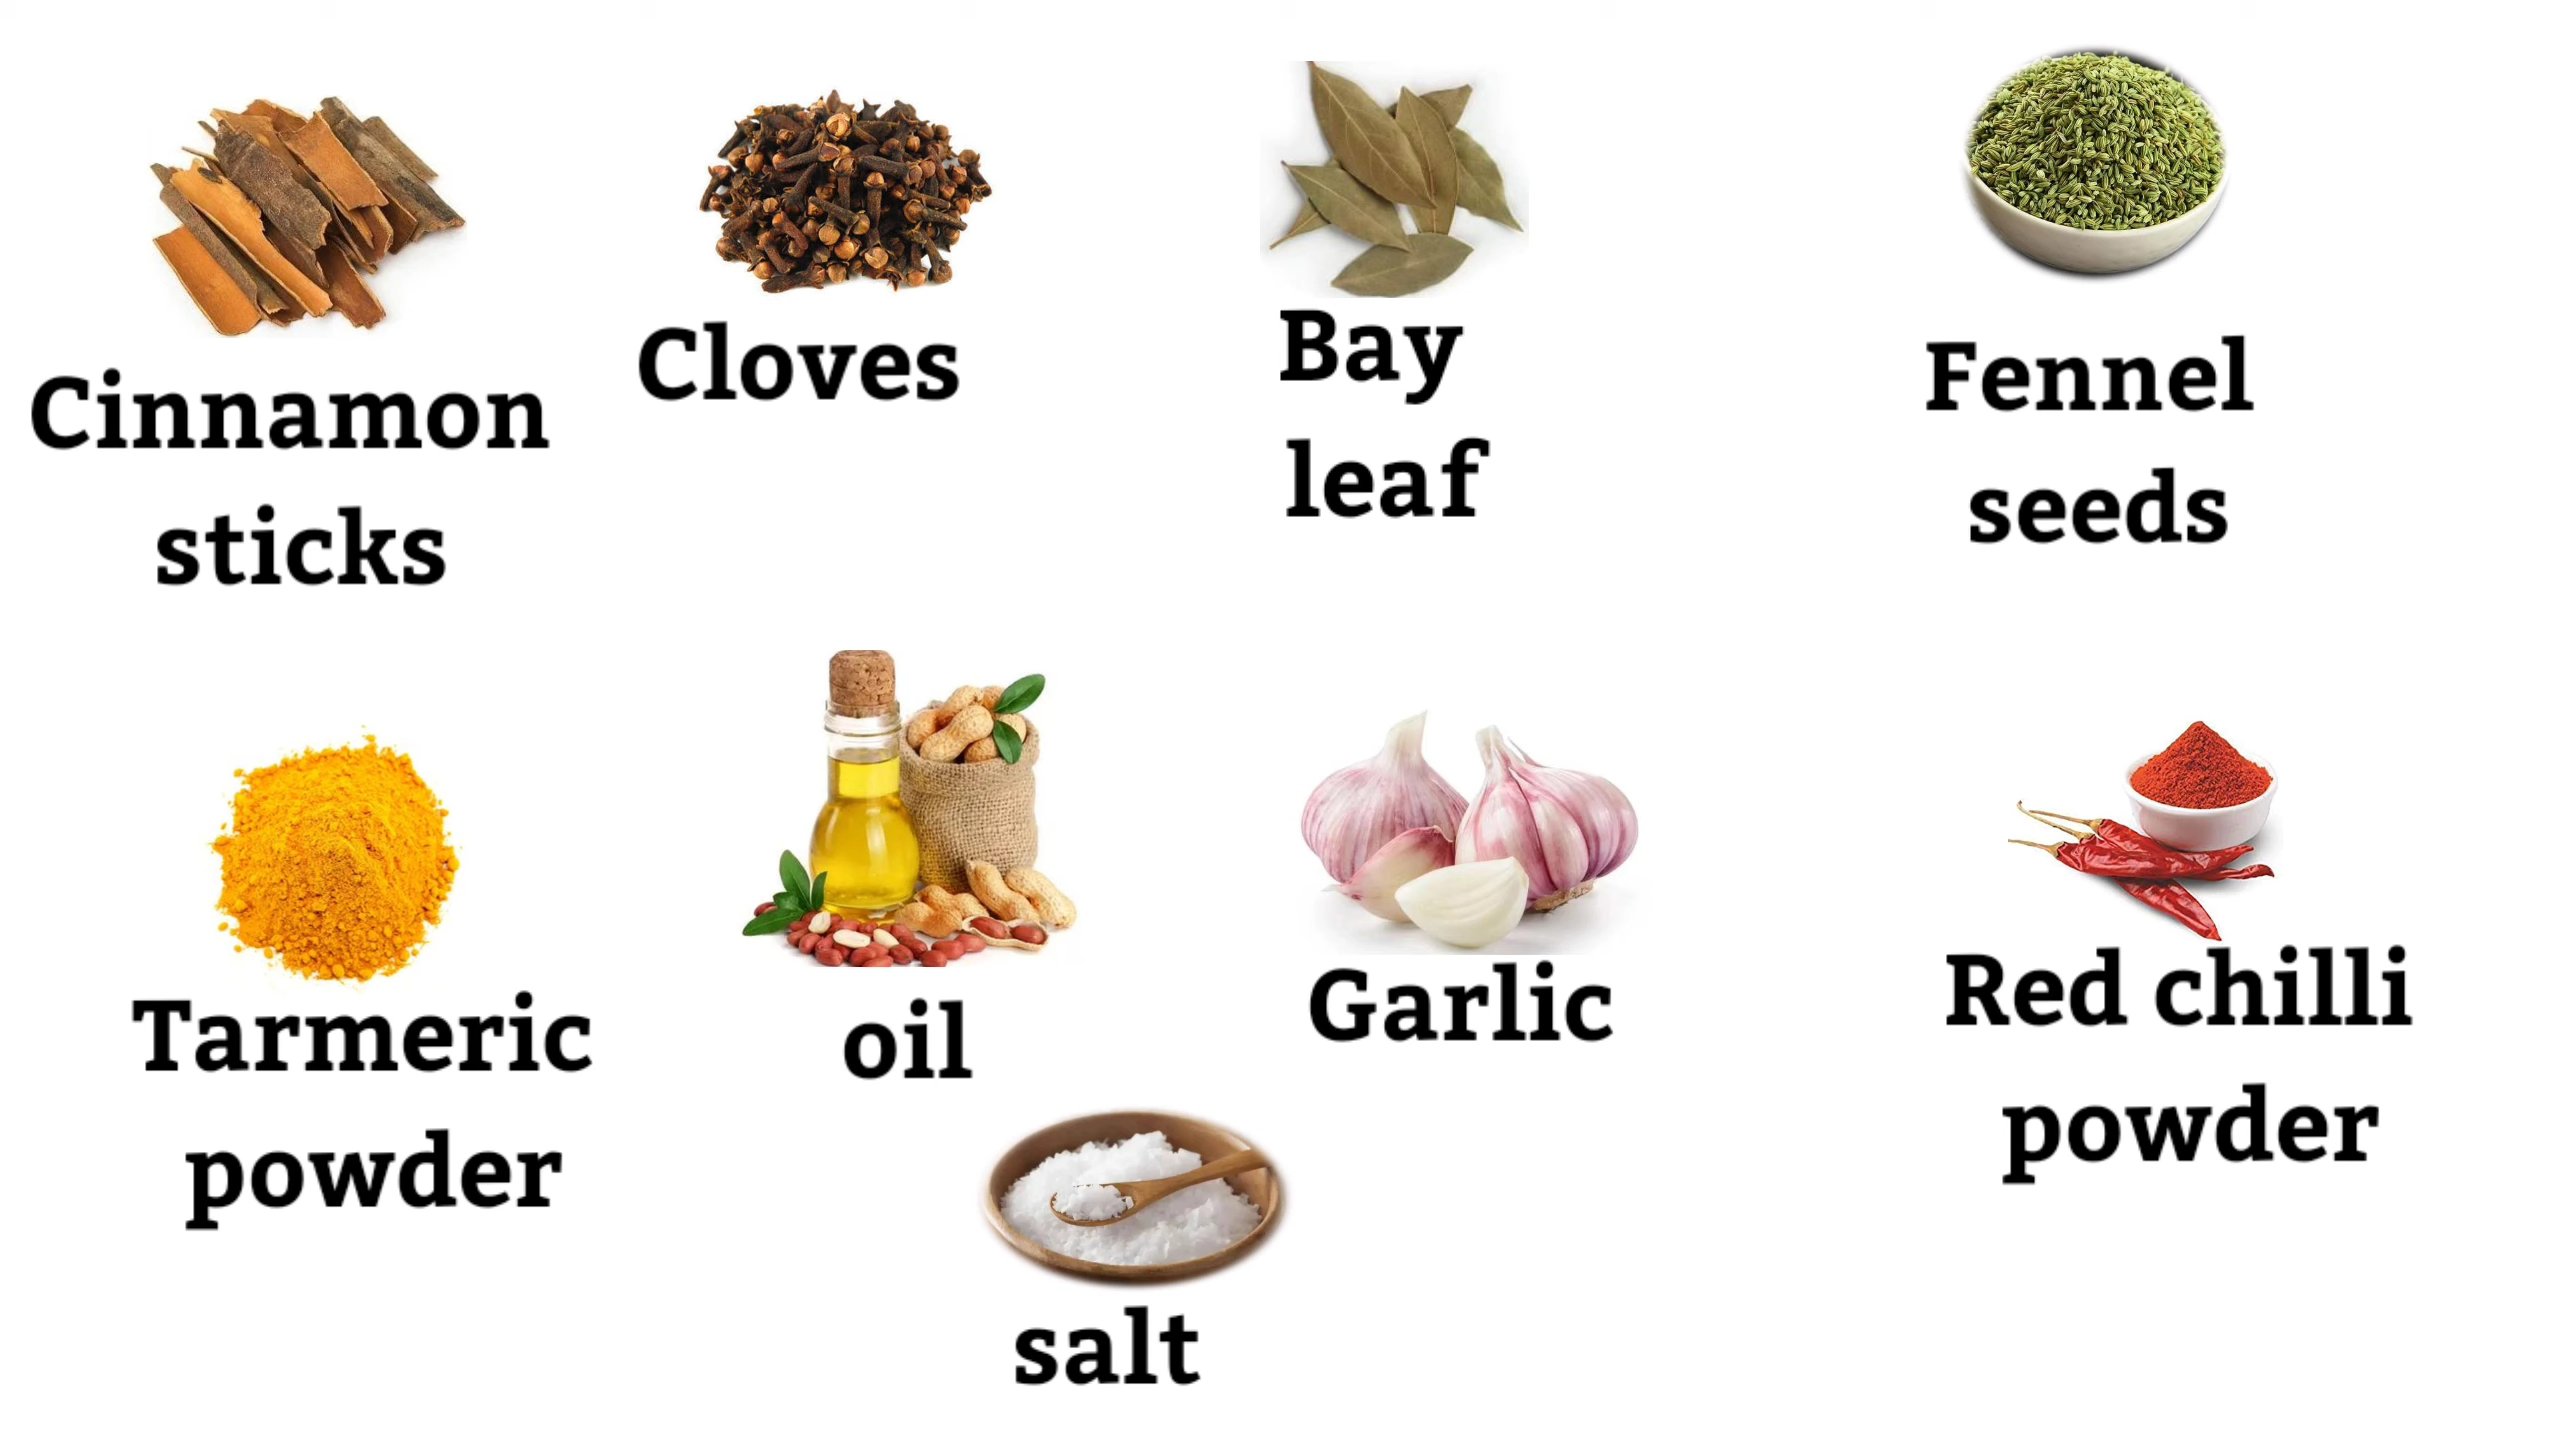 Cinnamon
sticks
Cloves
Bay
leaf
Fennel
seeds
Tarmeric
powder
oil
Garlic
Red chilli
powder
salt